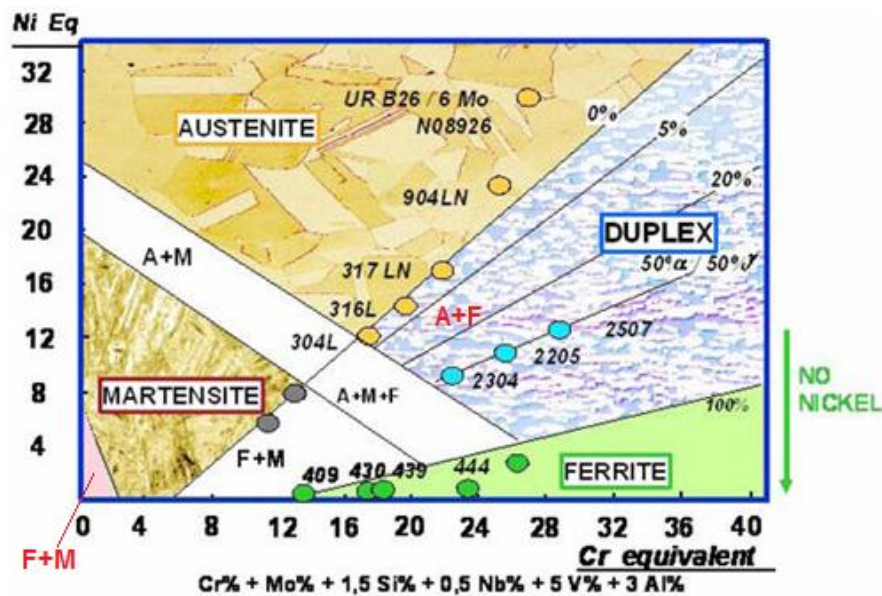 Ni Eq
32
28
24
20
16
12
8
4
AUSTENITE
UR B26 / 6 Mo
N08926
904LN
317 LN
316L
304L
A+M
MARTENSITE
A+M+F
F+M
F+M
0%
5%
20%
DUPLEX
50%α / 50%γ
A+F
2507
2205
2304
100%
NO
NICKEL
409 430 439 444
FERRITE
0 4 8 12 16 20 24 28 32 36 40
Cr equivalent
Cr% + Mo% + 1,5 Si% + 0,5 Nb% + 5 V% + 3 Al%